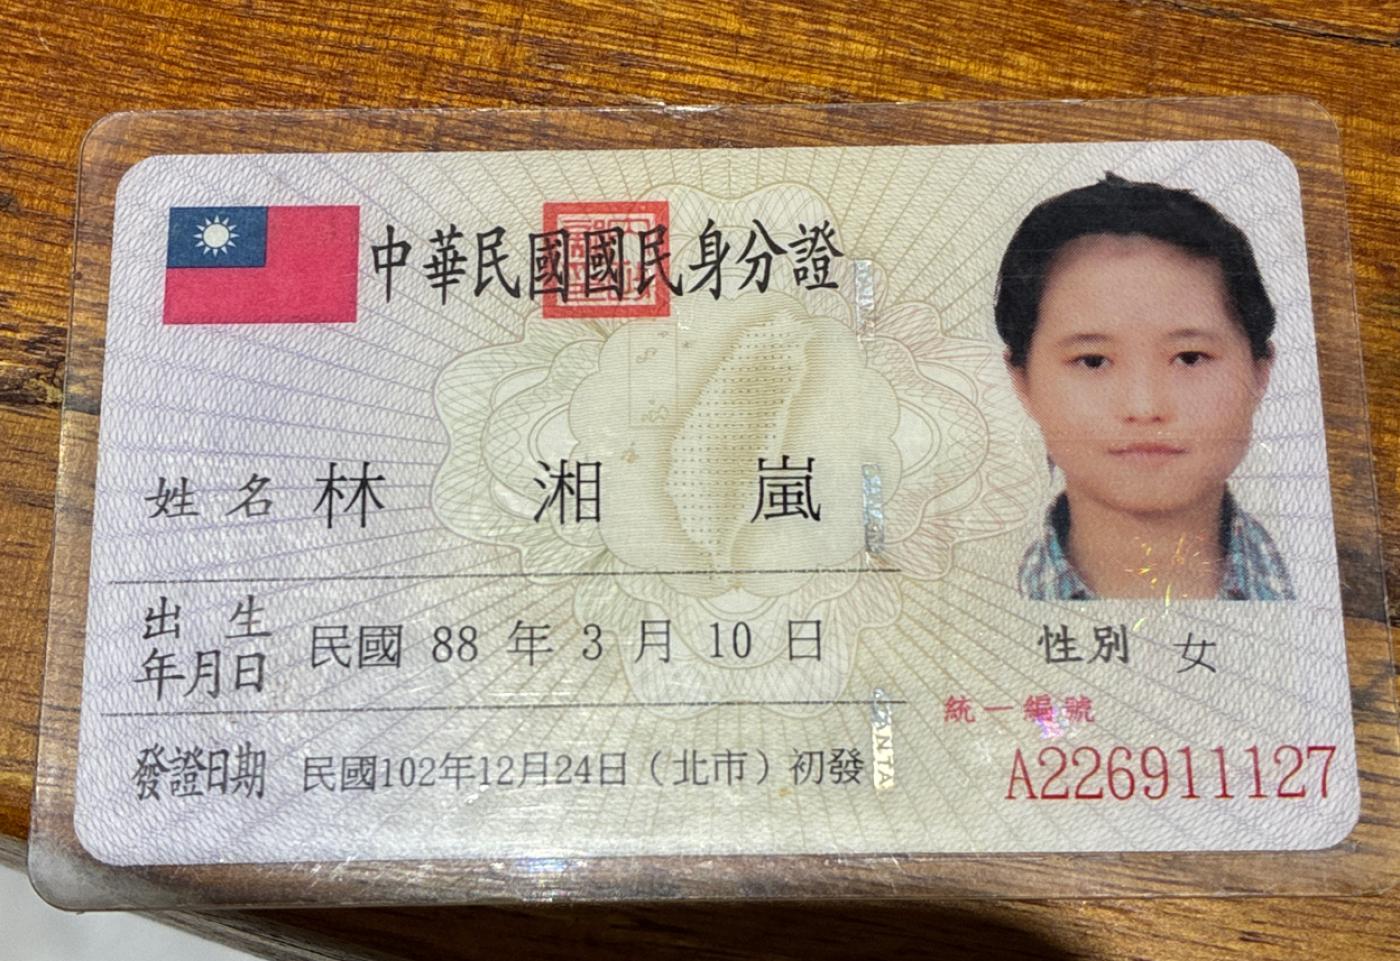 中華民國國民身分證
姓名 林湘嵐
出生年月日 民國 88 年 3 月 10 日
發證日期 民國102年12月24日（北市）初發
性別 女
統一編號
A226911127